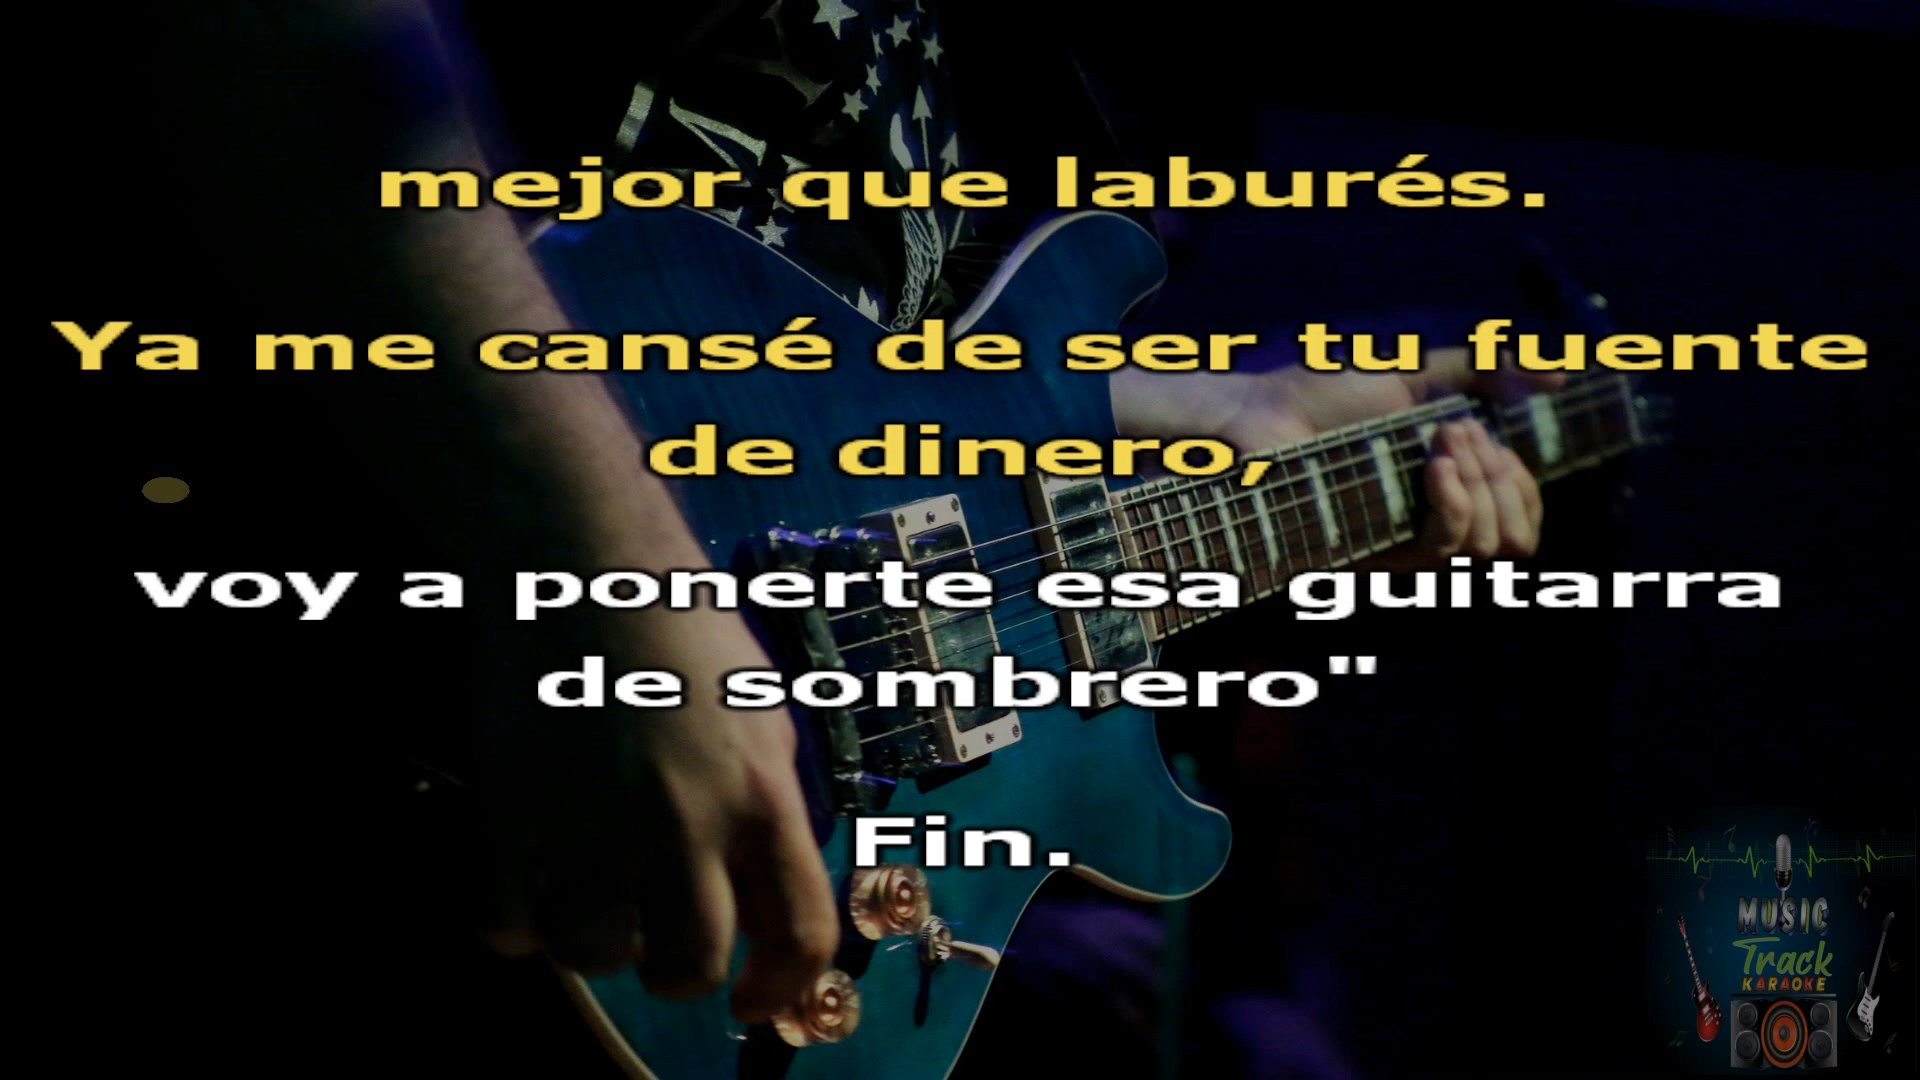 mejor que laburés.
Ya me cansé de ser tu fuente
de dinero,
voy a ponerte esa guitarra
de sombrero"
Fin.
MUSIC
Track
KARAOKE